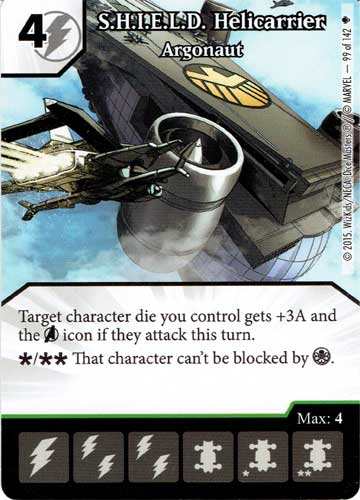 4
S.H.I.E.L.D. Helicarrier
Argonaut
© 2015. WizKids/NECA. Dice Masters ®/© MARVEL — 99 of 142
Target character die you control gets +3A and
the icon if they attack this turn.
*/** That character can't be blocked by .
Max: 4
*
**